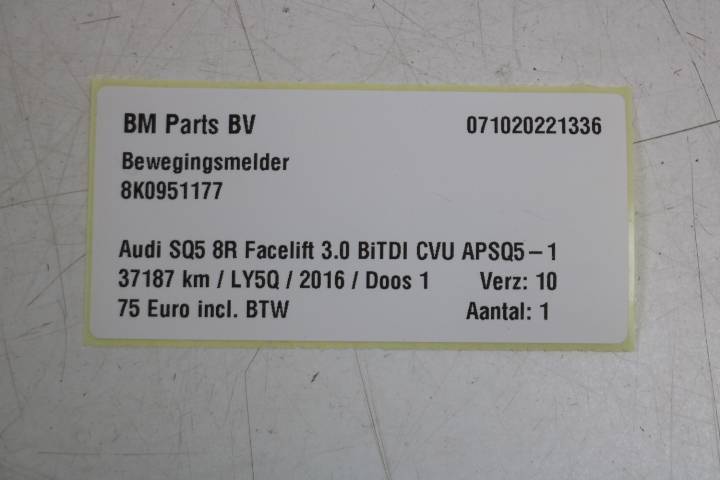 BM Parts BV 071020221336
Bewegingsmelder
8K0951177
Audi SQ5 8R Facelift 3.0 BiTDI CVU APSQ5-1
37187 km / LY5Q / 2016 / Doos 1 Verz: 10
75 Euro incl. BTW Aantal: 1